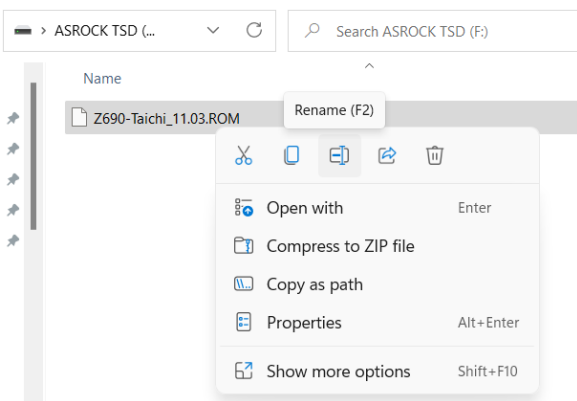 ASROCK TSD (...
Search ASROCK TSD (F:)
Name
Rename (F2)
Z690-Taichi_11.03.ROM
Open with Enter
Compress to ZIP file
Copy as path
Properties Alt+Enter
Show more options Shift+F10